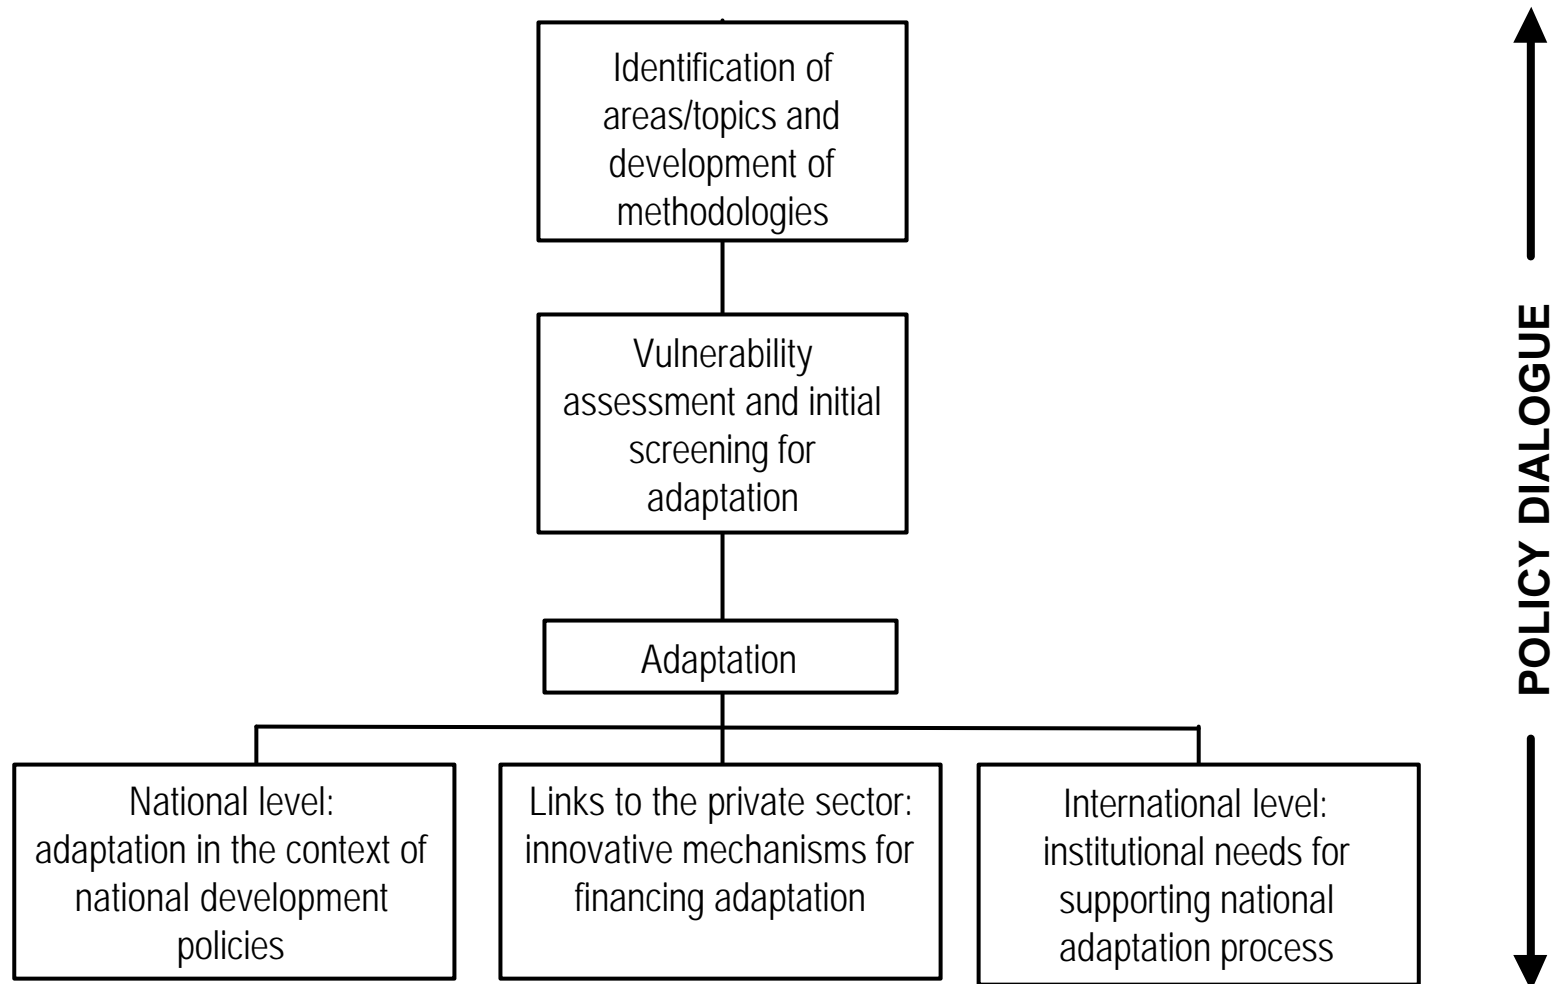 Identification of
areas/topics and
development of
methodologies
Vulnerability
assessment and initial
screening for
adaptation
Adaptation
National level:
adaptation in the context of
national development
policies
Links to the private sector:
innovative mechanisms for
financing adaptation
International level:
institutional needs for
supporting national
adaptation process
POLICY DIALOGUE